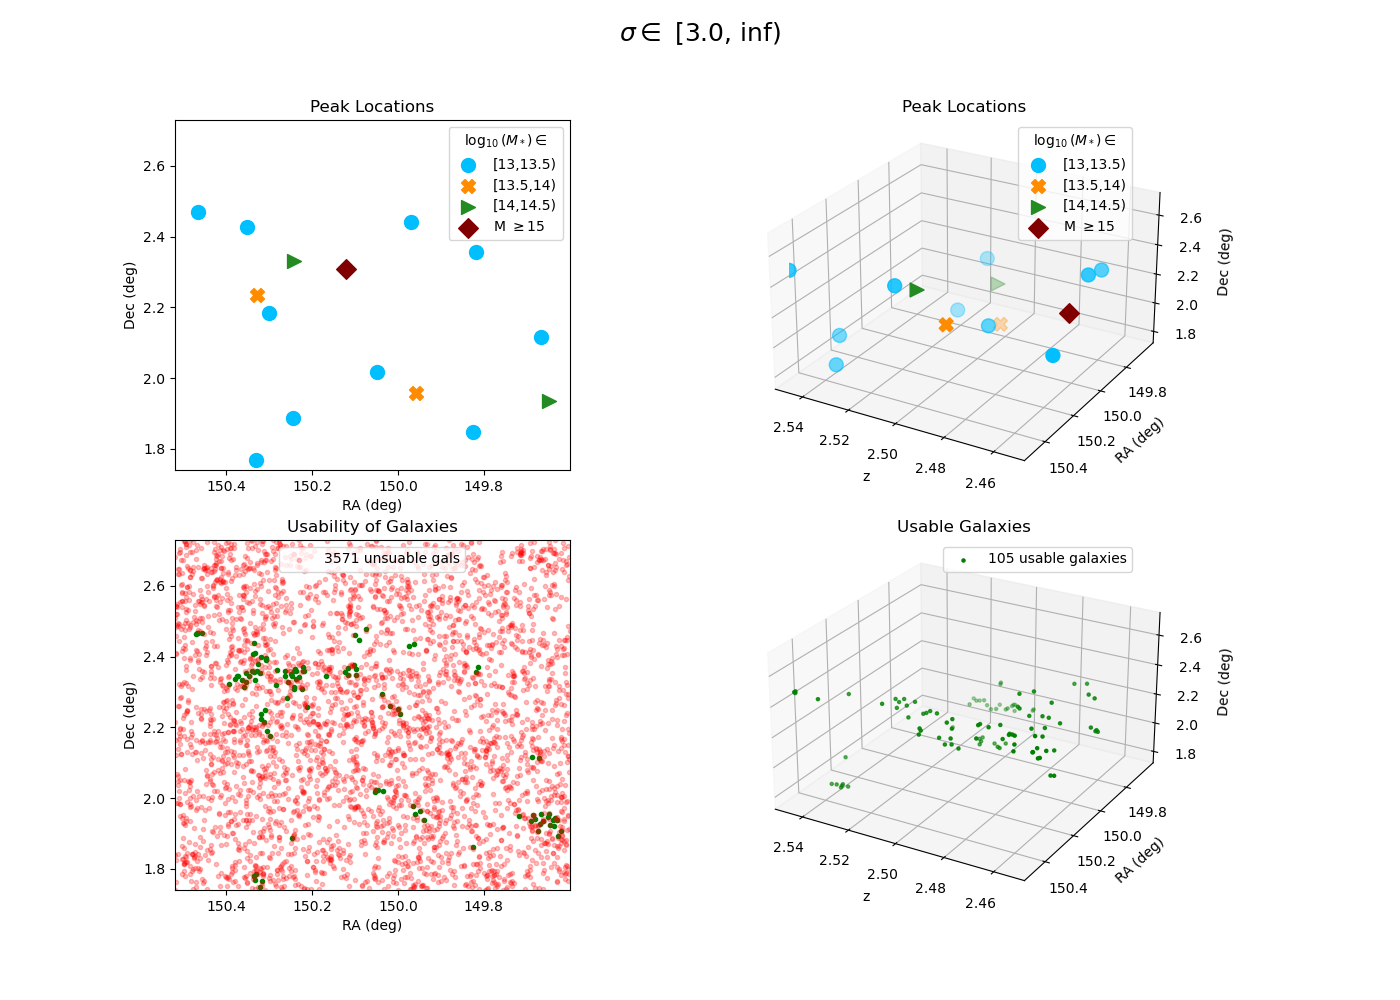 σ ∈ [3.0, inf)
Peak Locations
log₁₀(M*) ∈
[13,13.5)
[13.5,14)
[14,14.5)
M ≥15
2.6
2.4
2.2
2.0
1.8
Dec (deg)
150.4 150.2 150.0 149.8
RA (deg)
Peak Locations
log₁₀(M*) ∈
[13,13.5)
[13.5,14)
[14,14.5)
M ≥15
2.6
2.4
2.2
2.0
1.8
Dec (deg)
149.8
150.0
150.2
150.4
RA (deg)
2.54
2.52
2.50
2.48
2.46
z
Usability of Galaxies
3571 unsuable gals
2.6
2.4
2.2
2.0
1.8
Dec (deg)
150.4 150.2 150.0 149.8
RA (deg)
Usable Galaxies
105 usable galaxies
2.6
2.4
2.2
2.0
1.8
Dec (deg)
149.8
150.0
150.2
150.4
RA (deg)
2.54
2.52
2.50
2.48
2.46
z